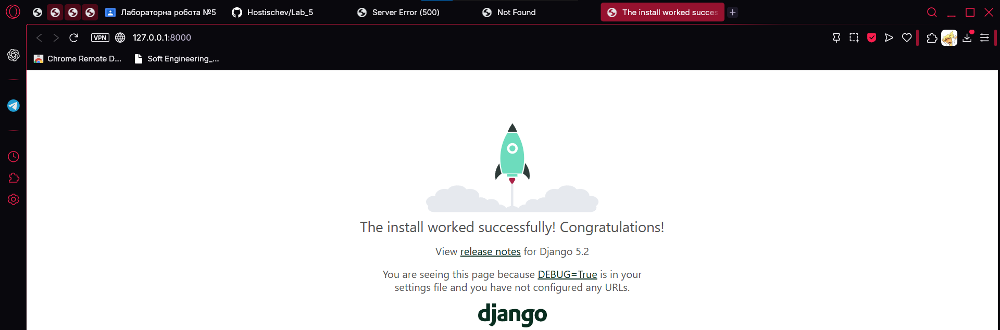 Лабораторна робота №5
Hostischev/Lab_5
Server Error (500)
Not Found
The install worked succes
VPN
127.0.0.1:8000
Chrome Remote D...
Soft Engineering_...
The install worked successfully! Congratulations!
View release notes for Django 5.2
You are seeing this page because DEBUG=True is in your
settings file and you have not configured any URLs.
django